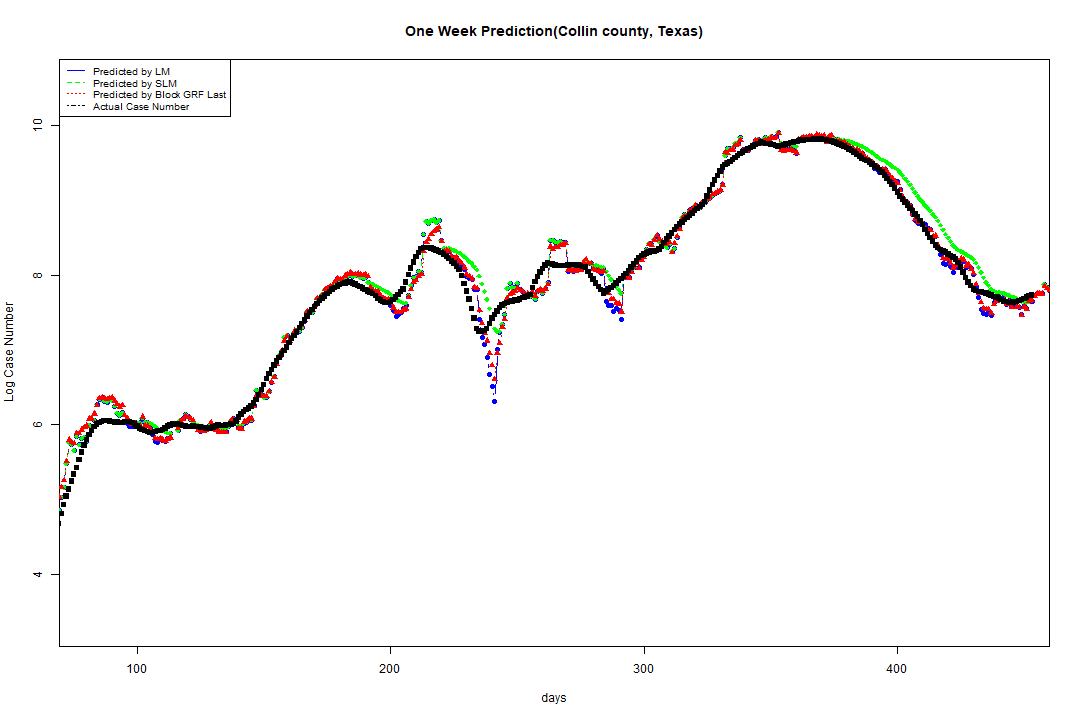 One Week Prediction(Collin county, Texas)
Predicted by LM
Predicted by SLM
Predicted by Block GRF Last
Actual Case Number
10
8
6
4
Log Case Number
100 200 300 400
days